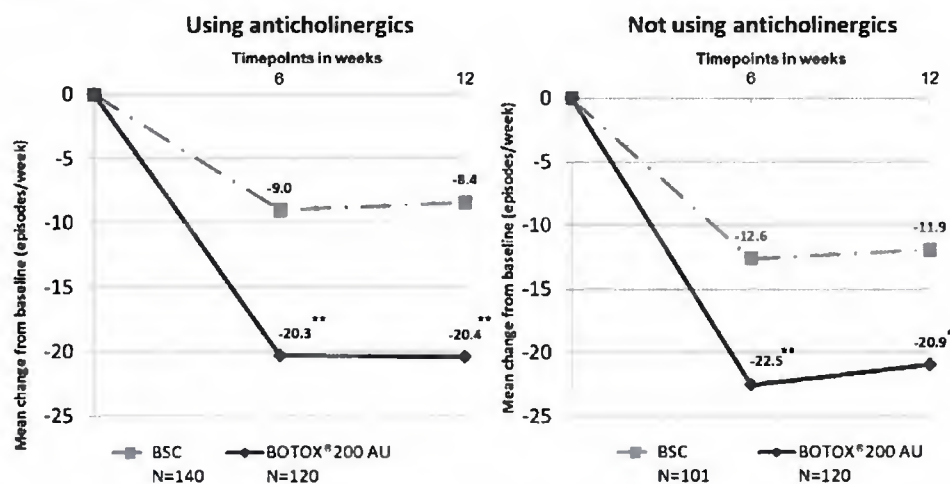 Using anticholinergics
Timepoints in weeks
6 12
0
-5
-10
-15
-20
-25
Mean change from baseline (episodes/week)
-9.0
-8.4
-20.3**
-20.4**
BSC BOTOX® 200 AU
N=140 N=120
Not using anticholinergics
Timepoints in weeks
6 12
0
-5
-10
-15
-20
-25
Mean change from baseline (episodes/week)
-12.6
-11.9
-22.5**
-20.9*
BSC BOTOX® 200 AU
N=101 N=120